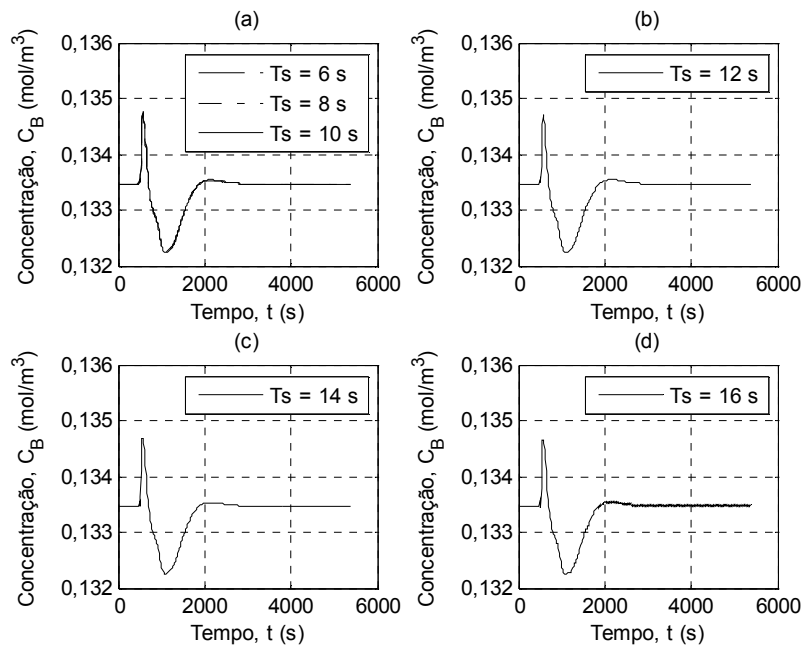 (a)
0,136
0,135
0,134
0,133
0,132
Concentração, C_B (mol/m³)
Ts = 6 s
Ts = 8 s
Ts = 10 s
0 2000 4000 6000
Tempo, t (s)
(b)
0,136
0,135
0,134
0,133
0,132
Concentração, C_B (mol/m³)
Ts = 12 s
0 2000 4000 6000
Tempo, t (s)
(c)
0,136
0,135
0,134
0,133
0,132
Concentração, C_B (mol/m³)
Ts = 14 s
0 2000 4000 6000
Tempo, t (s)
(d)
0,136
0,135
0,134
0,133
0,132
Concentração, C_B (mol/m³)
Ts = 16 s
0 2000 4000 6000
Tempo, t (s)